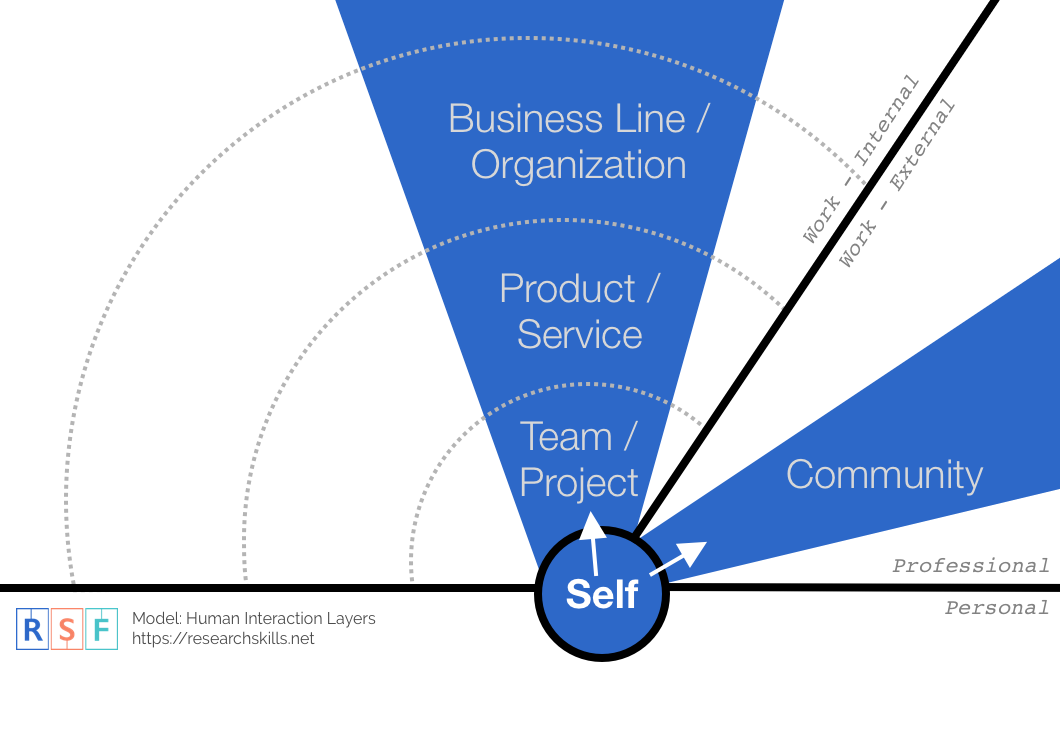 Business Line /
Organization
Work – Internal
Work – External
Product /
Service
Team /
Project
Community
Professional
Self
Personal
R S F
Model: Human Interaction Layers
https://researchskills.net